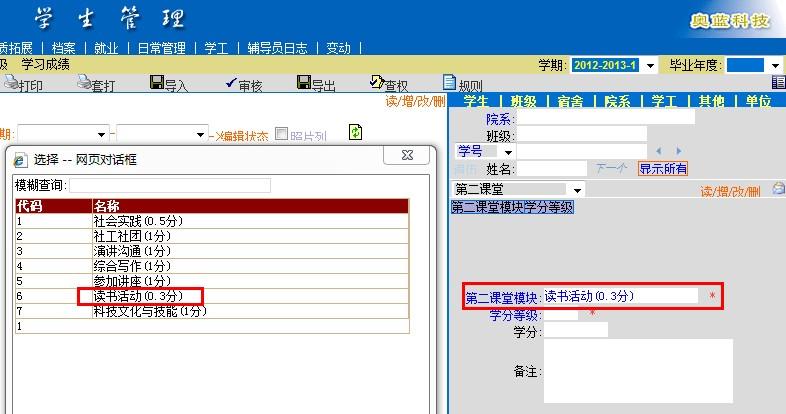 学生管理
奥蓝科技
质拓展 | 档案 | 就业 | 日常管理 | 学工 | 辅导员日志 | 变动 |
级 学习成绩
学期: 2012-2013-1 毕业年度:
打印 套打 导入 审核 导出 查权 规则
读/增/改/删
学生 | 班级 | 宿舍 | 院系 | 学工 | 其他 | 单位
期: - -X编辑状态 照片列
院系:
班级:
学号
姓名: 下一个 显示所有
第二课堂 读/增/改/删
第二课堂模块学分等级
第二课堂模块: 读书活动(0.3分) *
学分等级: *
学分:
备注:
选择 -- 网页对话框
模糊查询:
代码 名称
1 社会实践(0.5分)
2 社工社团(1分)
3 演讲沟通(1分)
4 综合写作(1分)
5 参加讲座(1分)
6 读书活动(0.3分)
7 科技文化与技能(1分)
1